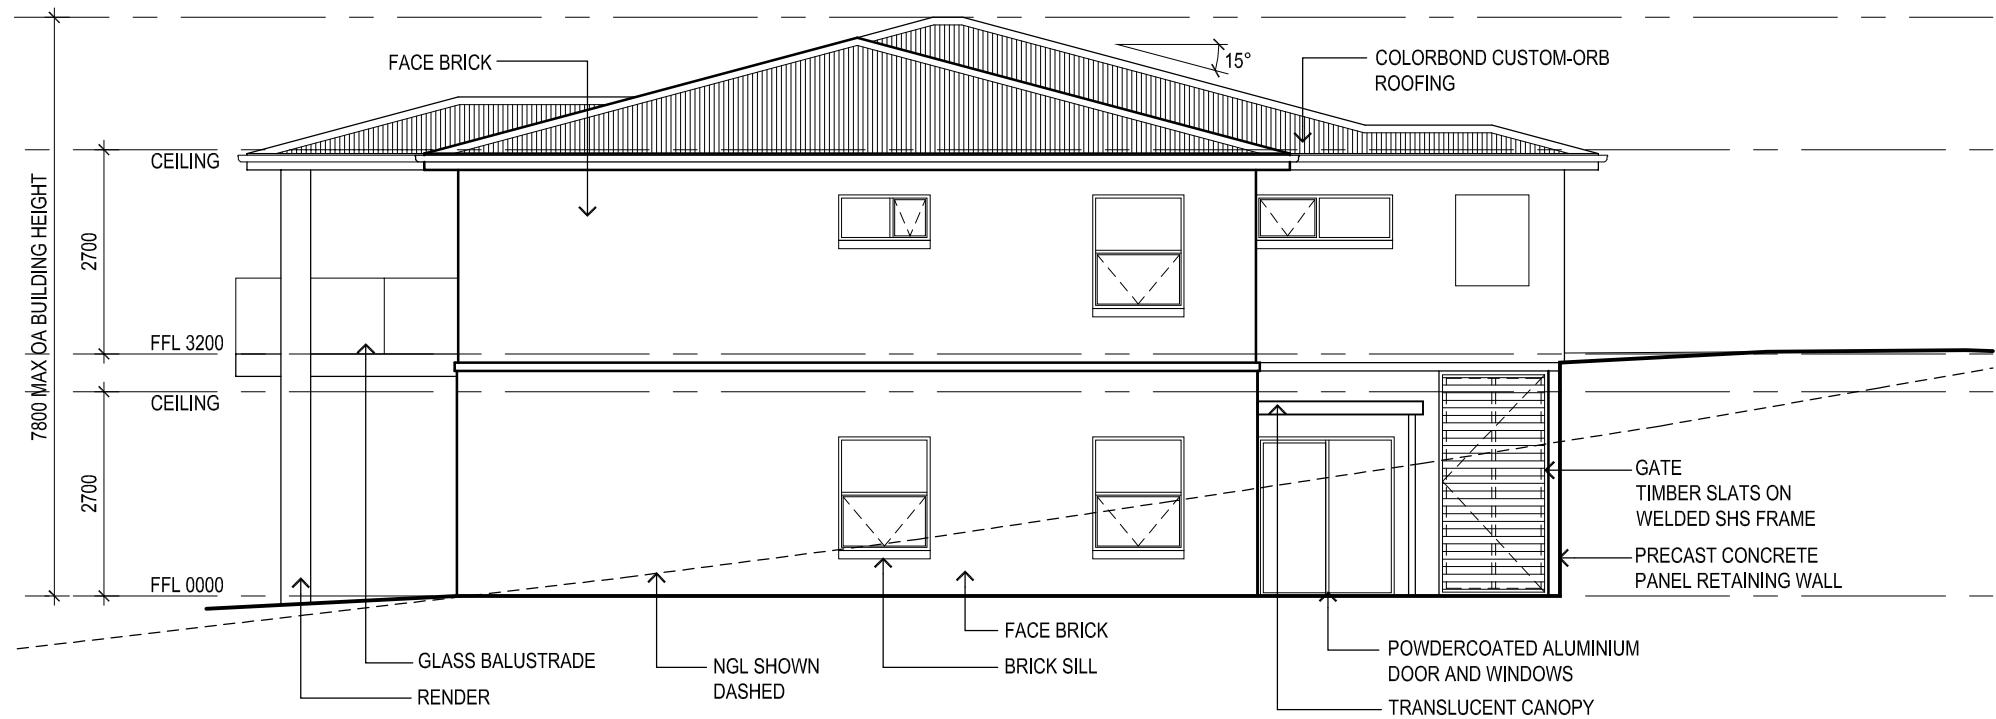 FACE BRICK
15°
COLORBOND CUSTOM-ORB
ROOFING
CEILING
7800 MAX OA BUILDING HEIGHT
2700
FFL 3200
CEILING
2700
FFL 0000
GATE
TIMBER SLATS ON
WELDED SHS FRAME
PRECAST CONCRETE
PANEL RETAINING WALL
FACE BRICK
BRICK SILL
NGL SHOWN
DASHED
GLASS BALUSTRADE
RENDER
POWDERCOATED ALUMINIUM
DOOR AND WINDOWS
TRANSLUCENT CANOPY